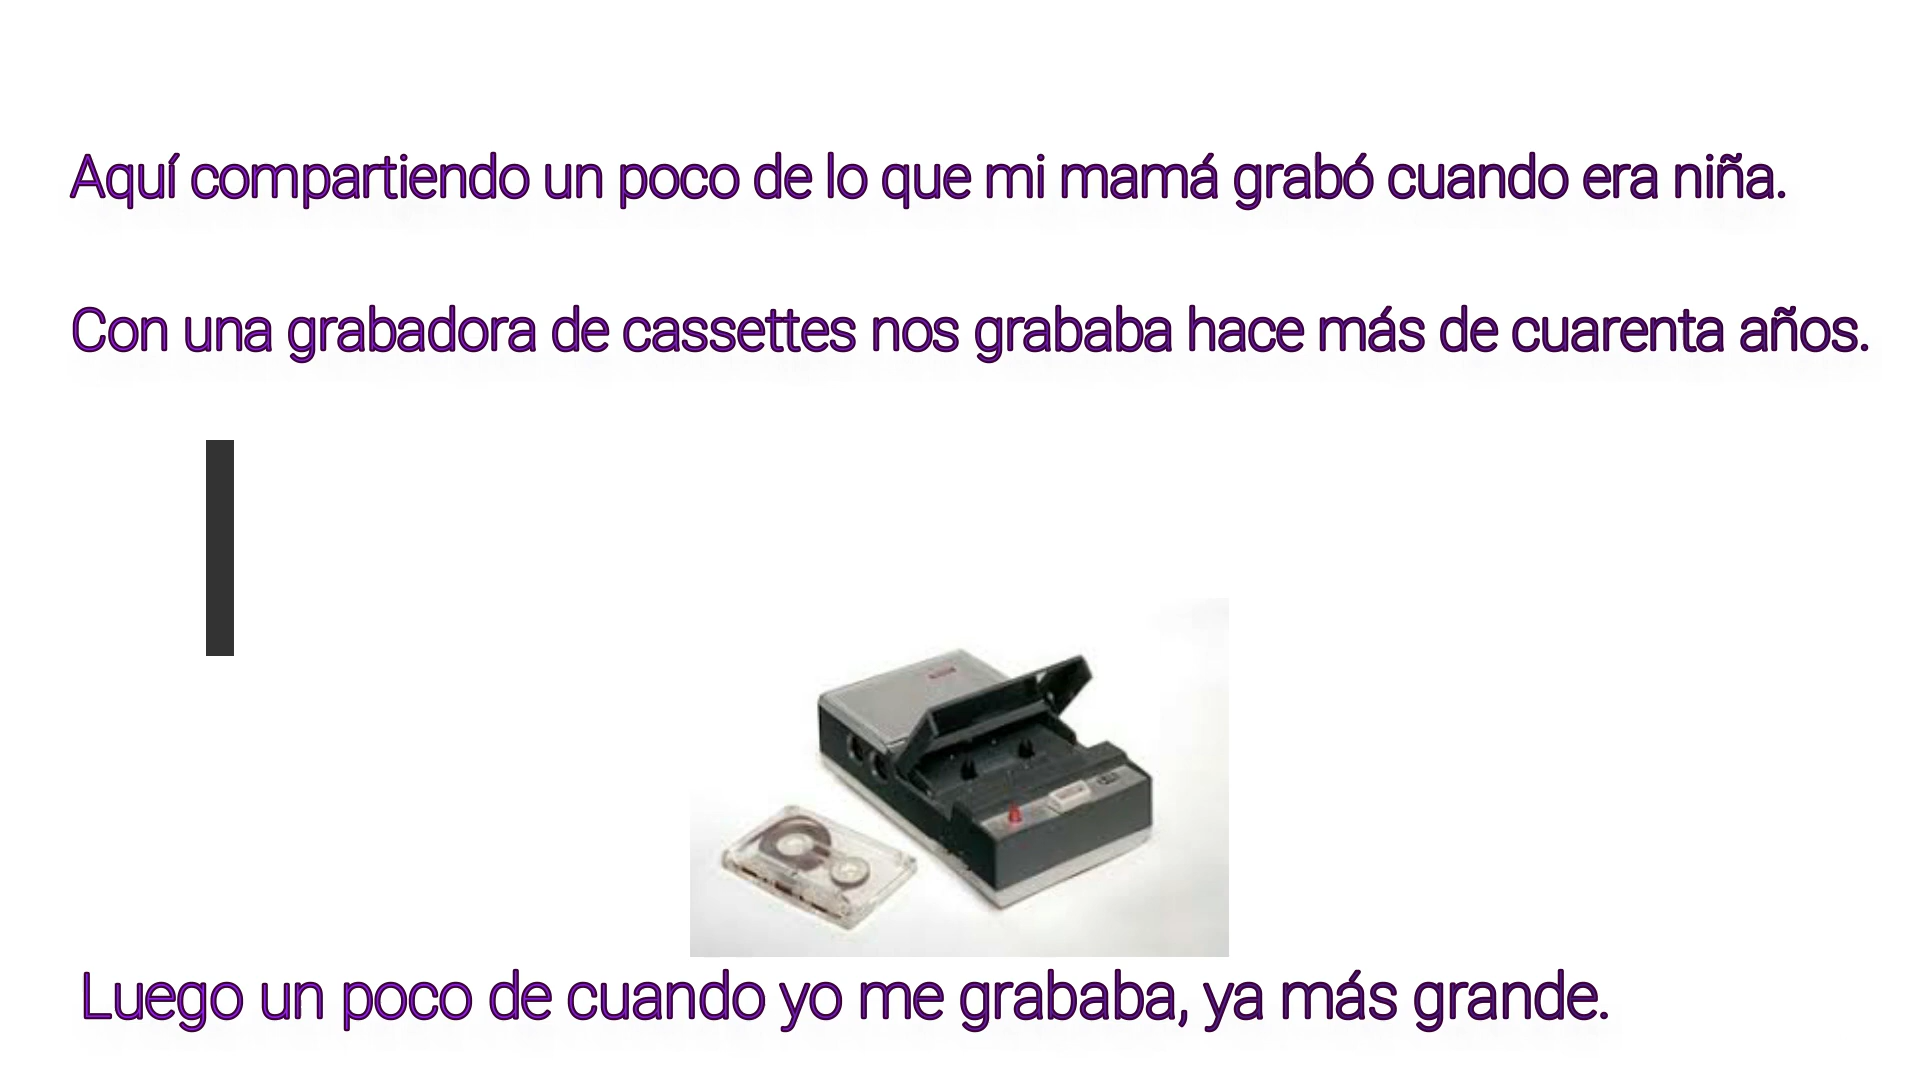 Aquí compartiendo un poco de lo que mi mamá grabó cuando era niña.
Con una grabadora de cassettes nos grababa hace más de cuarenta años.
Luego un poco de cuando yo me grababa, ya más grande.